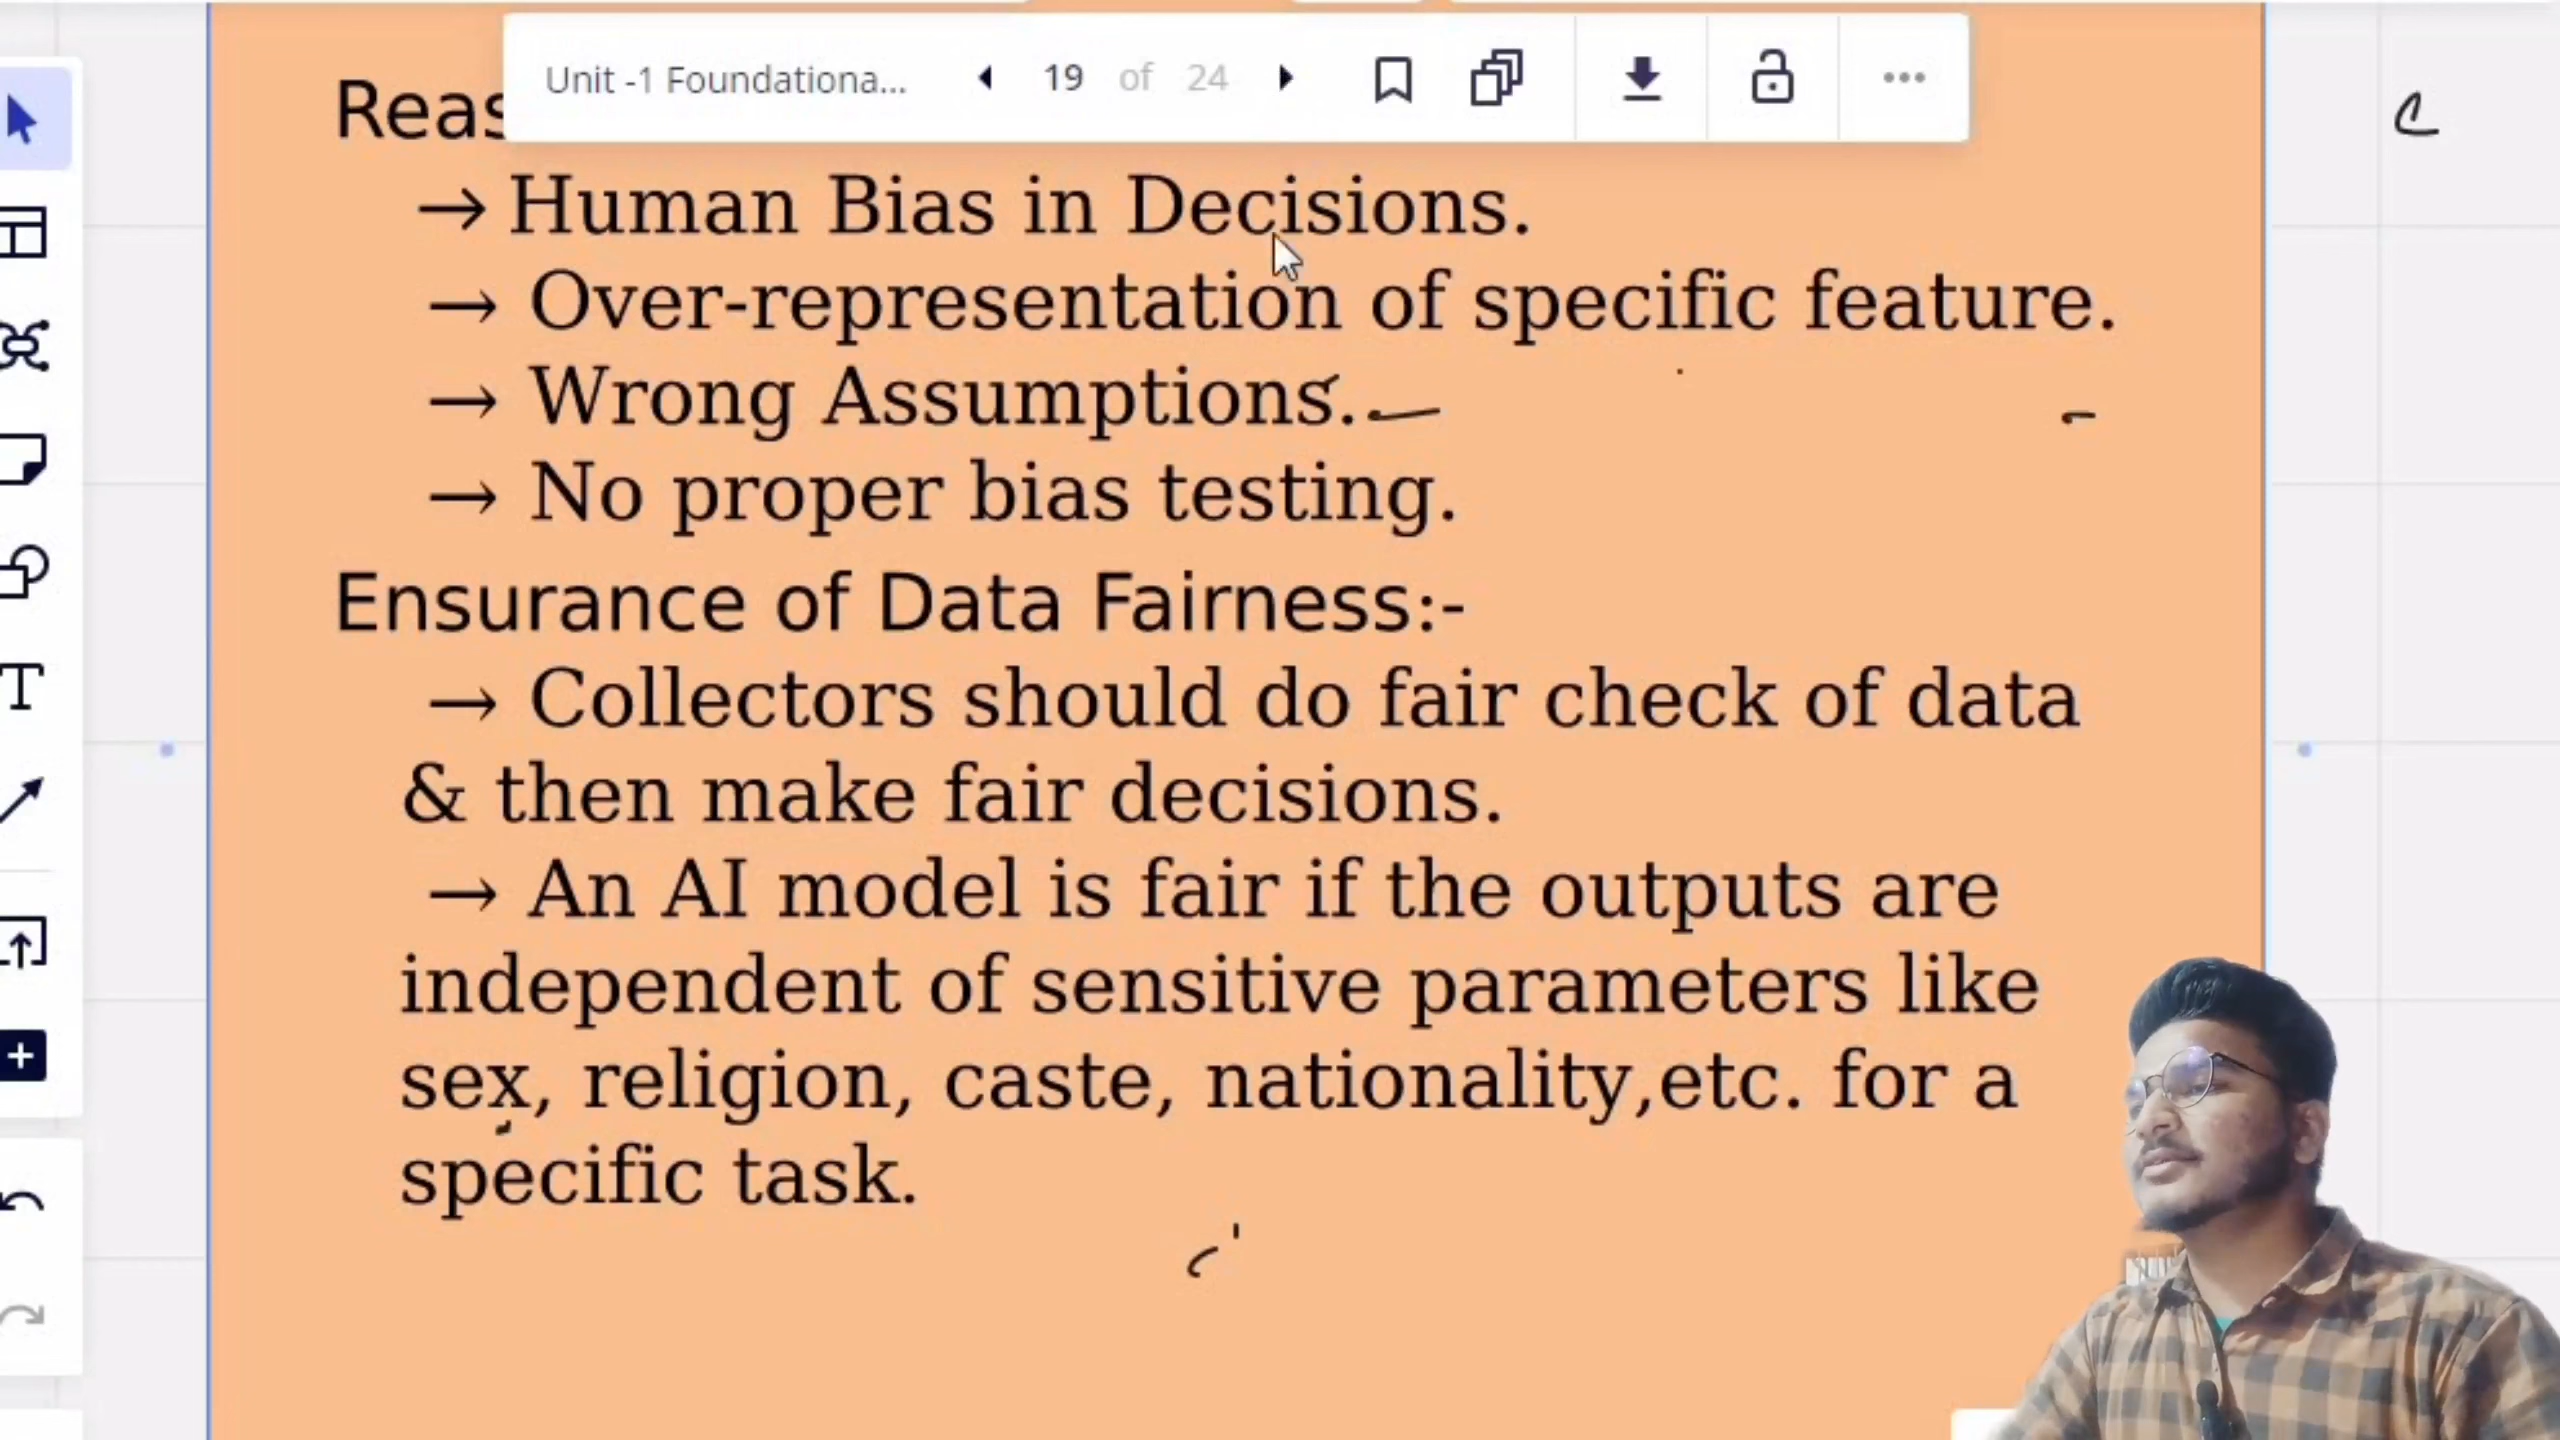 Unit -1 Foundationa... 19 of 24
Reas
→ Human Bias in Decisions.
→ Over-representation of specific feature.
→ Wrong Assumptions.
→ No proper bias testing.
Ensurance of Data Fairness:-
→ Collectors should do fair check of data
& then make fair decisions.
→ An AI model is fair if the outputs are
independent of sensitive parameters like
sex, religion, caste, nationality,etc. for a
specific task.